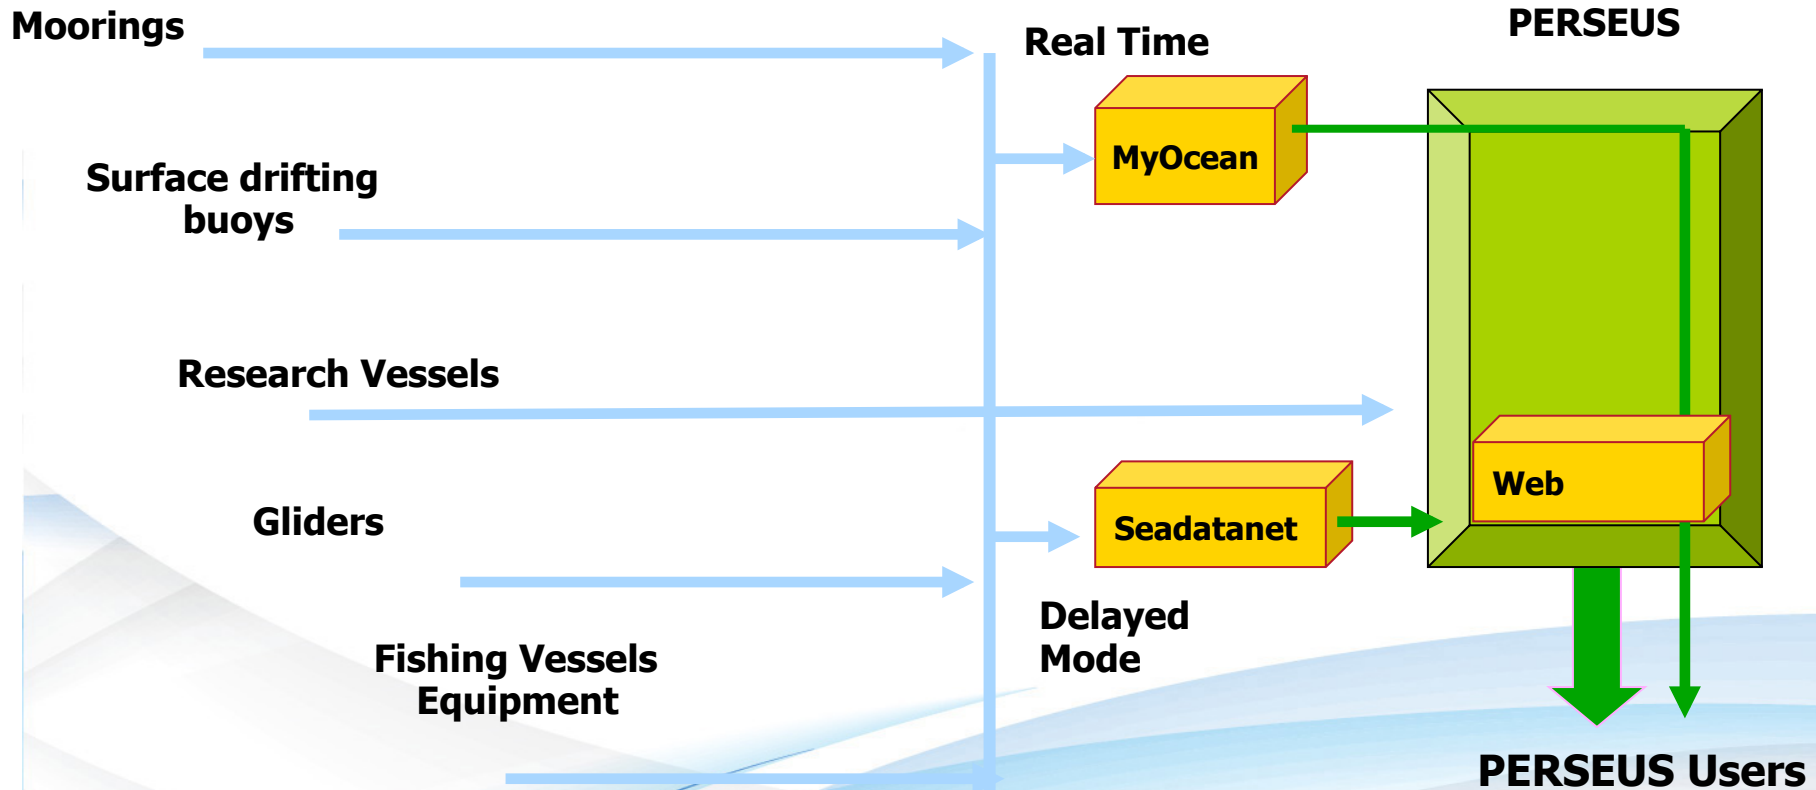 Moorings
Surface drifting
buoys
Research Vessels
Gliders
Fishing Vessels
Equipment
Real Time
MyOcean
Seadatanet
Delayed
Mode
PERSEUS
Web
PERSEUS Users